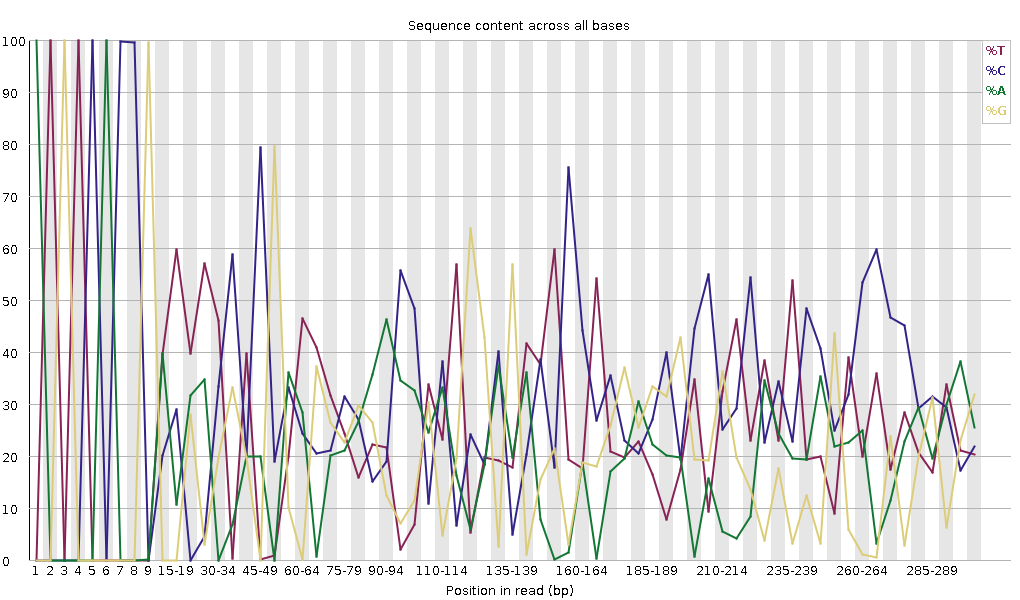 Sequence content across all bases
100
90
80
70
60
50
40
30
20
10
0
%T
%C
%A
%G
1 2 3 4 5 6 7 8 9 15-19 30-34 45-49 60-64 75-79 90-94 110-114 135-139 160-164 185-189 210-214 235-239 260-264 285-289
Position in read (bp)